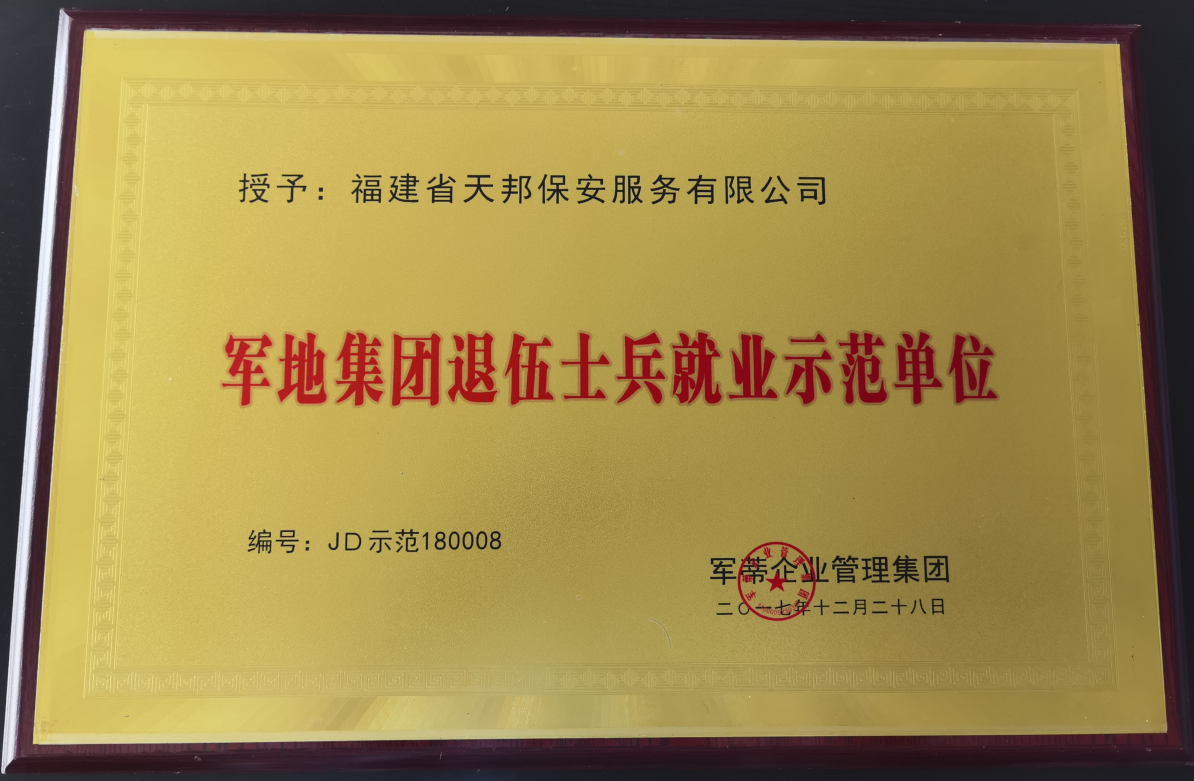 授予：福建省天邦保安服务有限公司
军地集团退伍士兵就业示范单位
编号：JD示范180008
军蒂企业管理集团
二〇一七年十二月二十八日